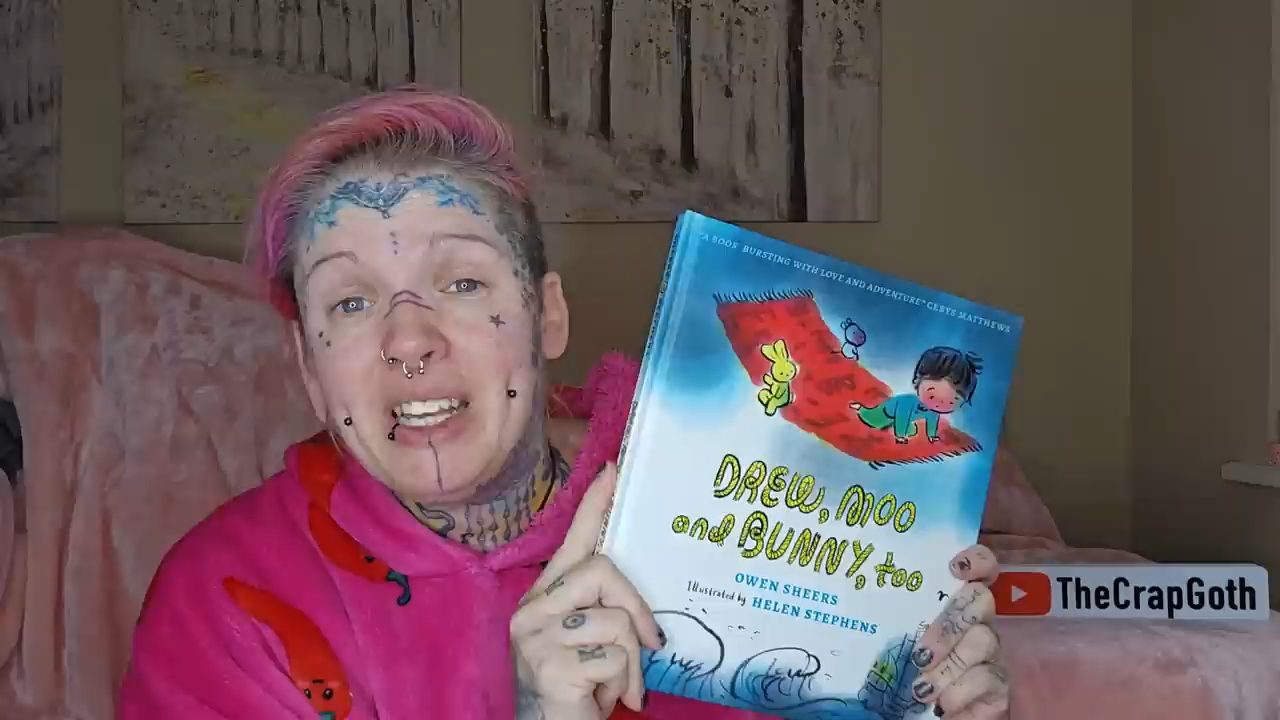 "A BOOK BURSTING WITH LOVE AND ADVENTURE" CERYS MATTHEWS
DREW, MOO
and BUNNY, too
OWEN SHEERS
Illustrated by HELEN STEPHENS
TheCrapGoth